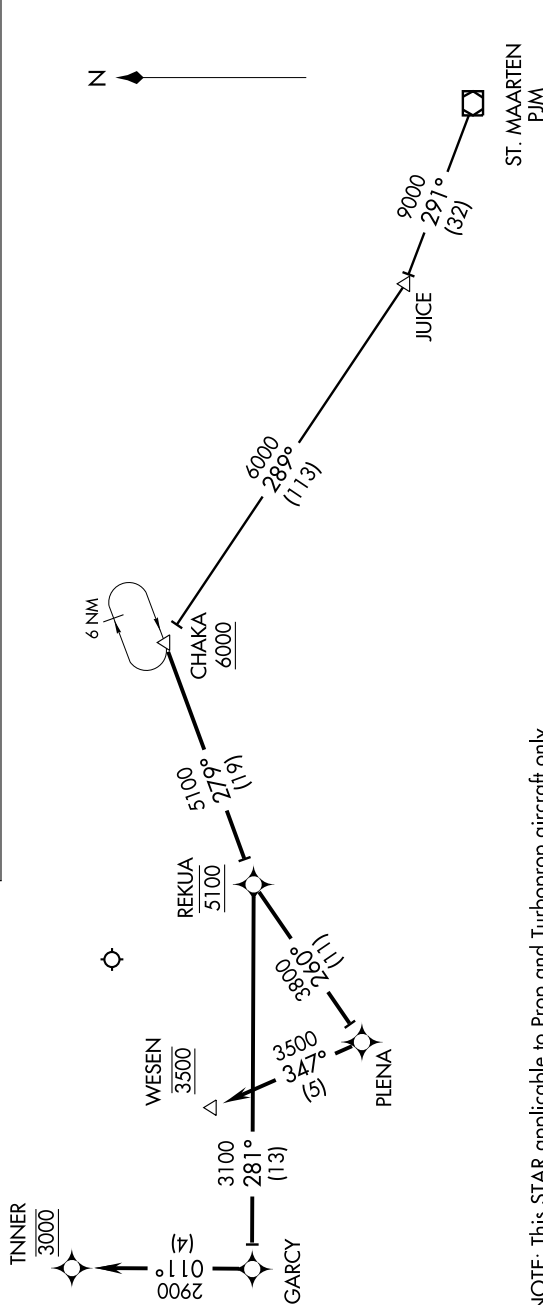 N
ST. MAARTEN
PJM
9000
291°
(32)
JUICE
6000
289°
(113)
6 NM
CHAKA
6000
5100
279°
(19)
REKUA
5100
3800
260°
(11)
PLENA
3500
347°
(5)
WESEN
3500
3100
281°
(13)
GARCY
2900
011°
(4)
TNNER
3000
NOTE: This STAR applicable to Prop and Turboprop aircraft only